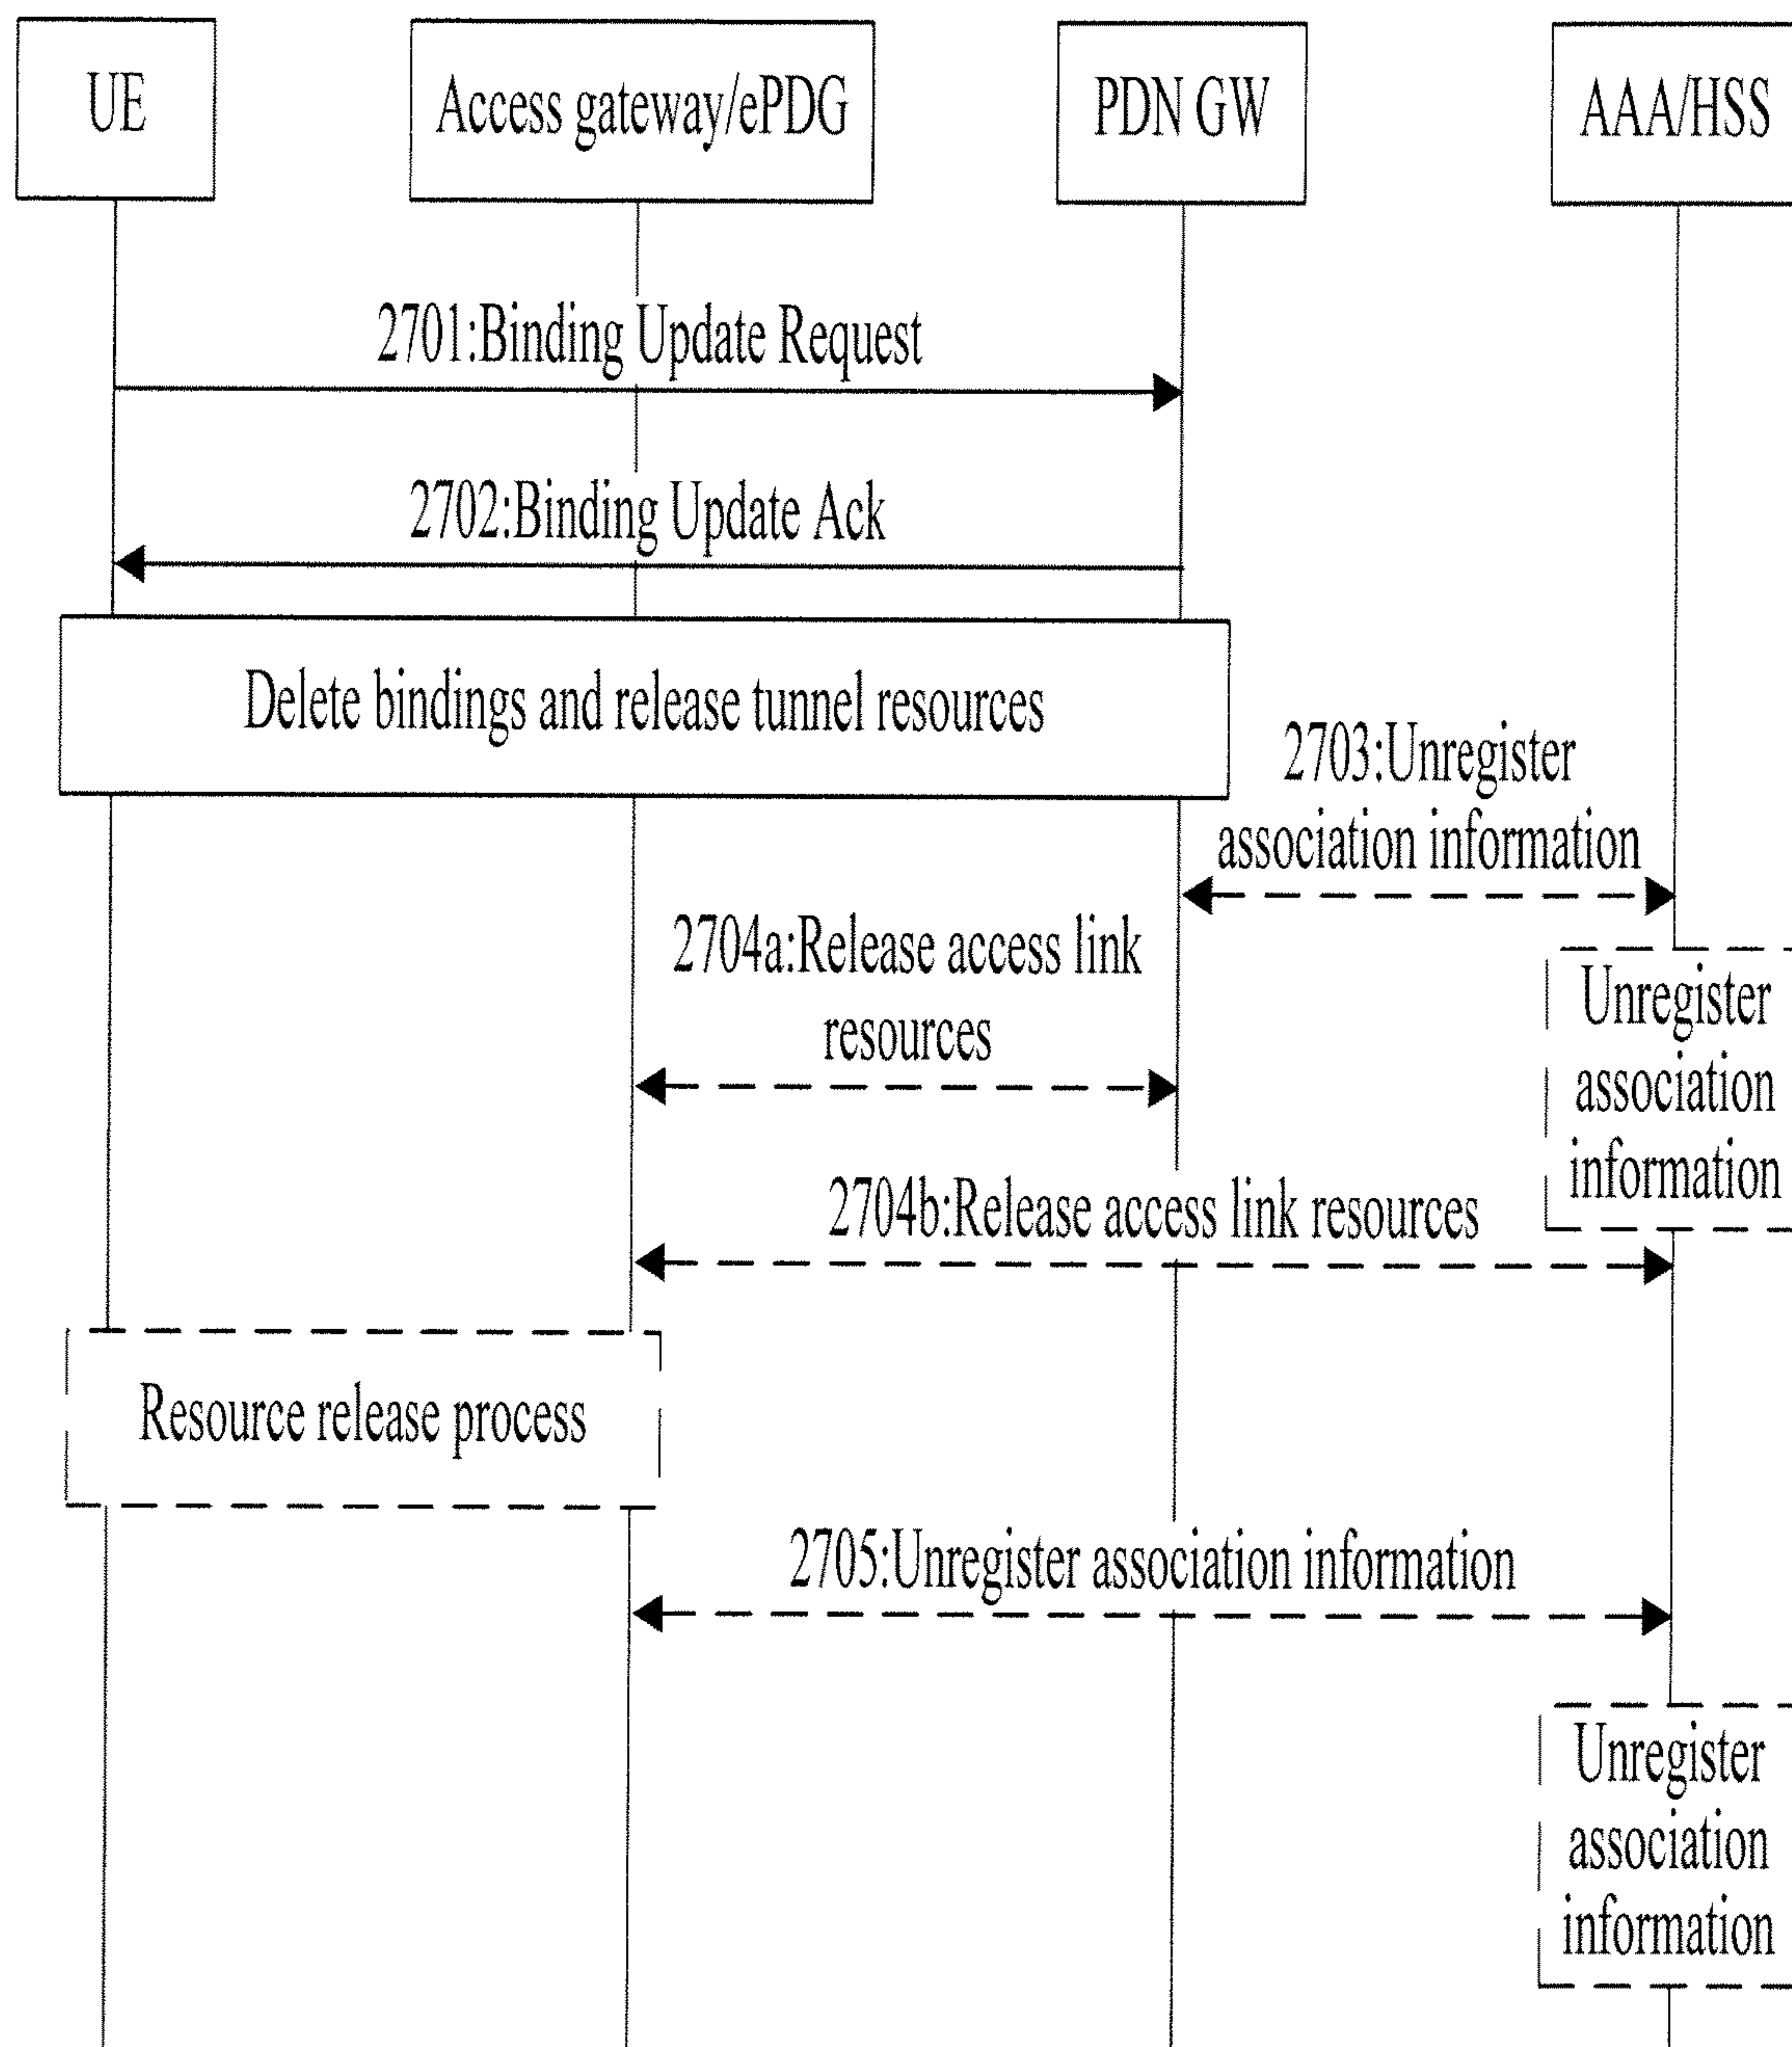 UE
Access gateway/ePDG
PDN GW
AAA/HSS
2701:Binding Update Request
2702:Binding Update Ack
Delete bindings and release tunnel resources
2703:Unregister
association information
2704a:Release access link
resources
Unregister
association
information
2704b:Release access link resources
Resource release process
2705:Unregister association information
Unregister
association
information